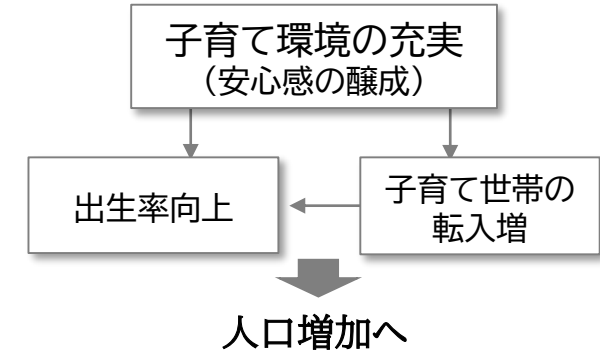 子育て環境の充実
（安心感の醸成）
出生率向上
子育て世帯の
転入増
人口増加へ